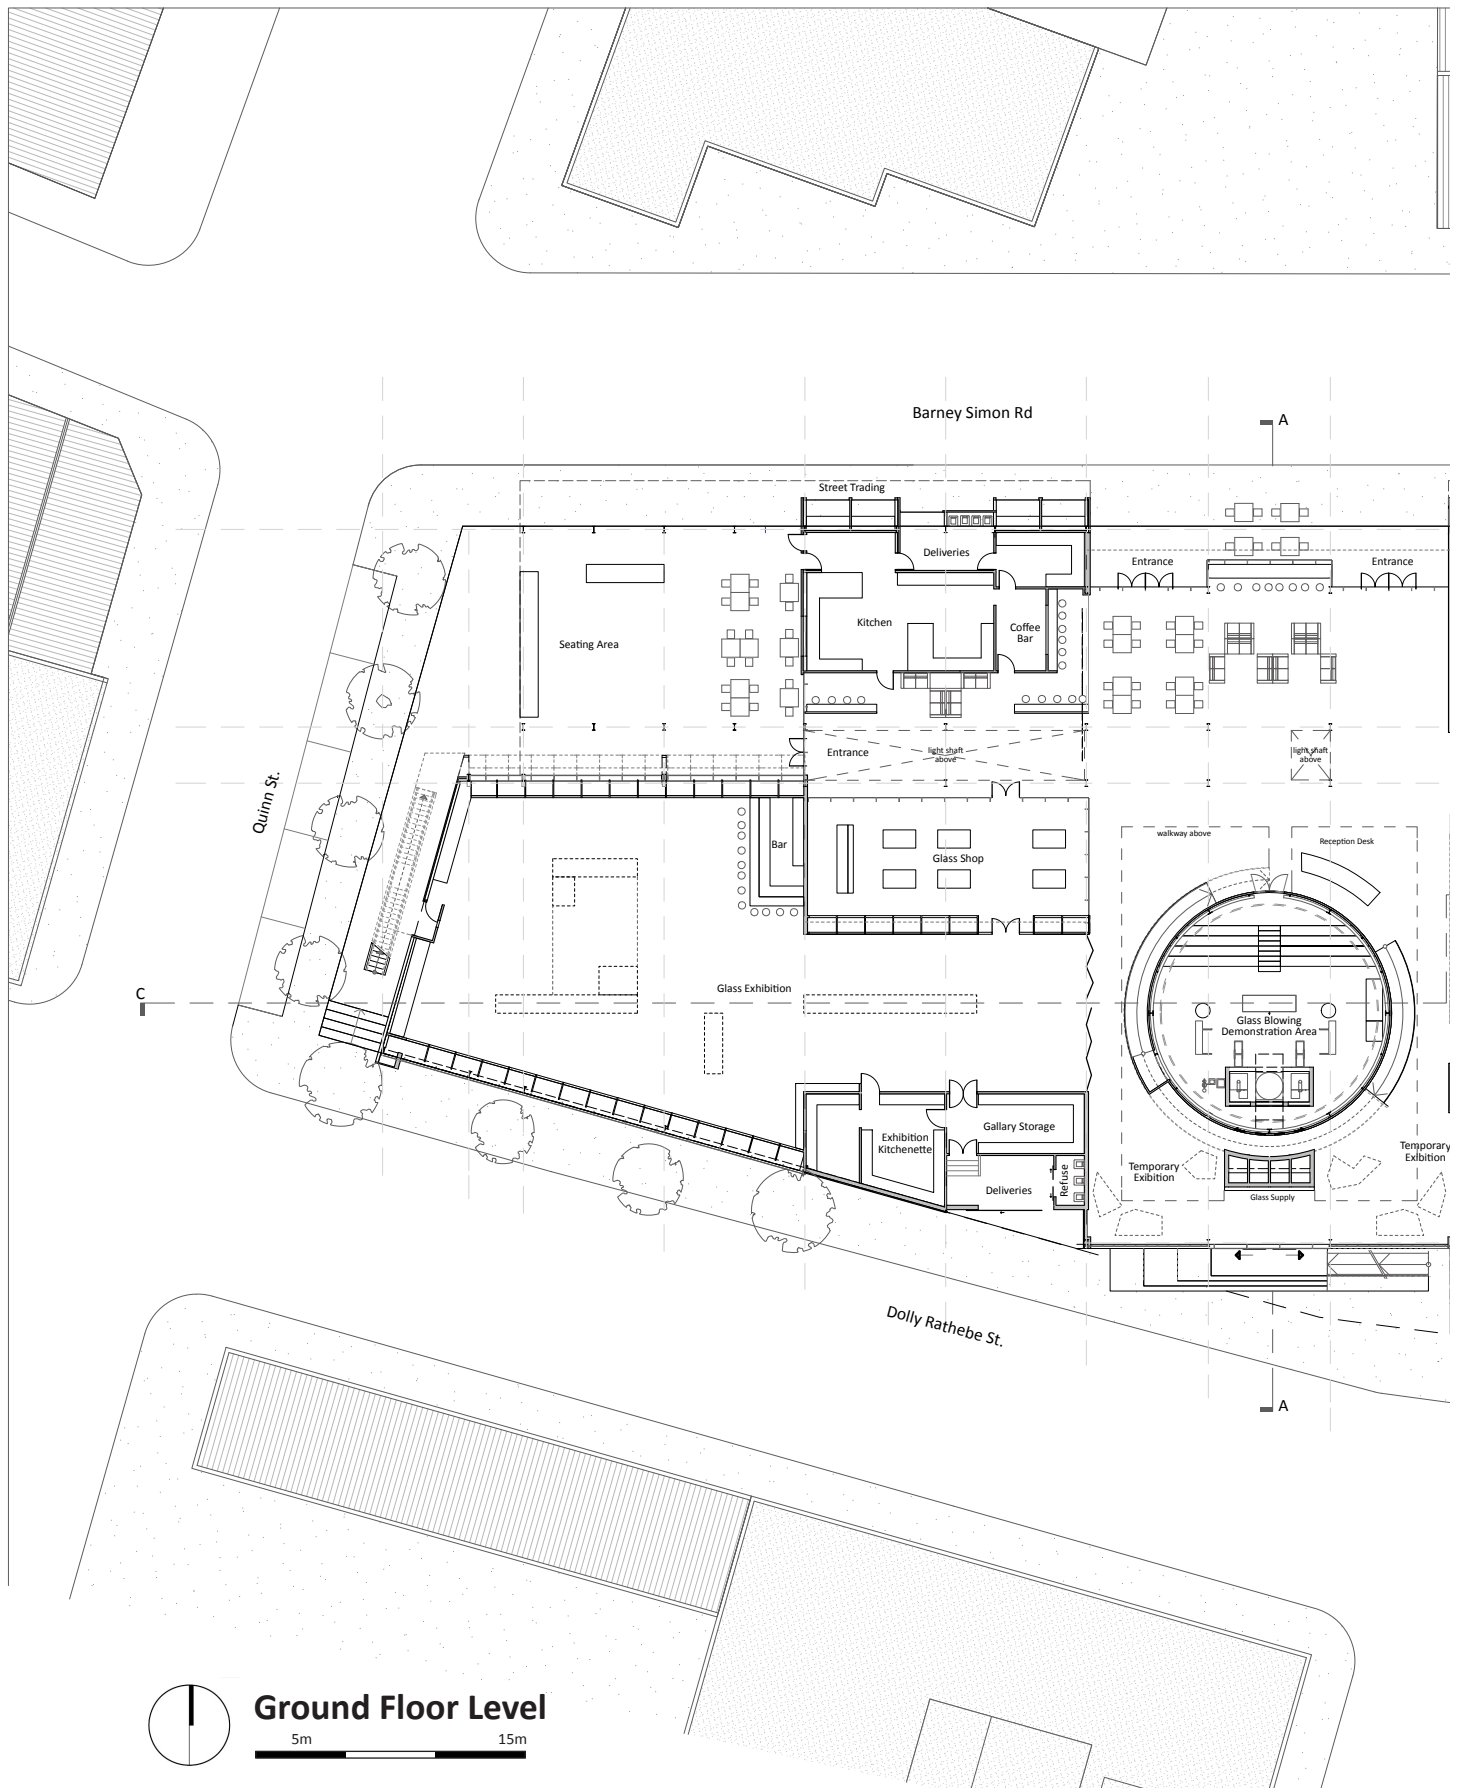 Barney Simon Rd
A
Street Trading
Deliveries
Entrance
Entrance
Kitchen
Coffee
Bar
Seating Area
Entrance
light shaft
above
light shaft
above
Quinn St.
walkway above
Reception Desk
Bar
Glass Shop
C
Glass Exhibition
Glass Blowing
Demonstration Area
Gallary Storage
Exhibition
Kitchenette
Temporary
Exibition
Temporary
Exibition
Refuse
Deliveries
Glass Supply
Dolly Rathebe St.
A
Ground Floor Level
5m
15m